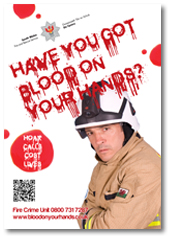 HAVE YOU GOT
BLOOD ON
YOUR HANDS?
HOAX
CALLS
COST
LIVES
Fire Crime Unit 0800 731 72
www.bloodonyourhands.com